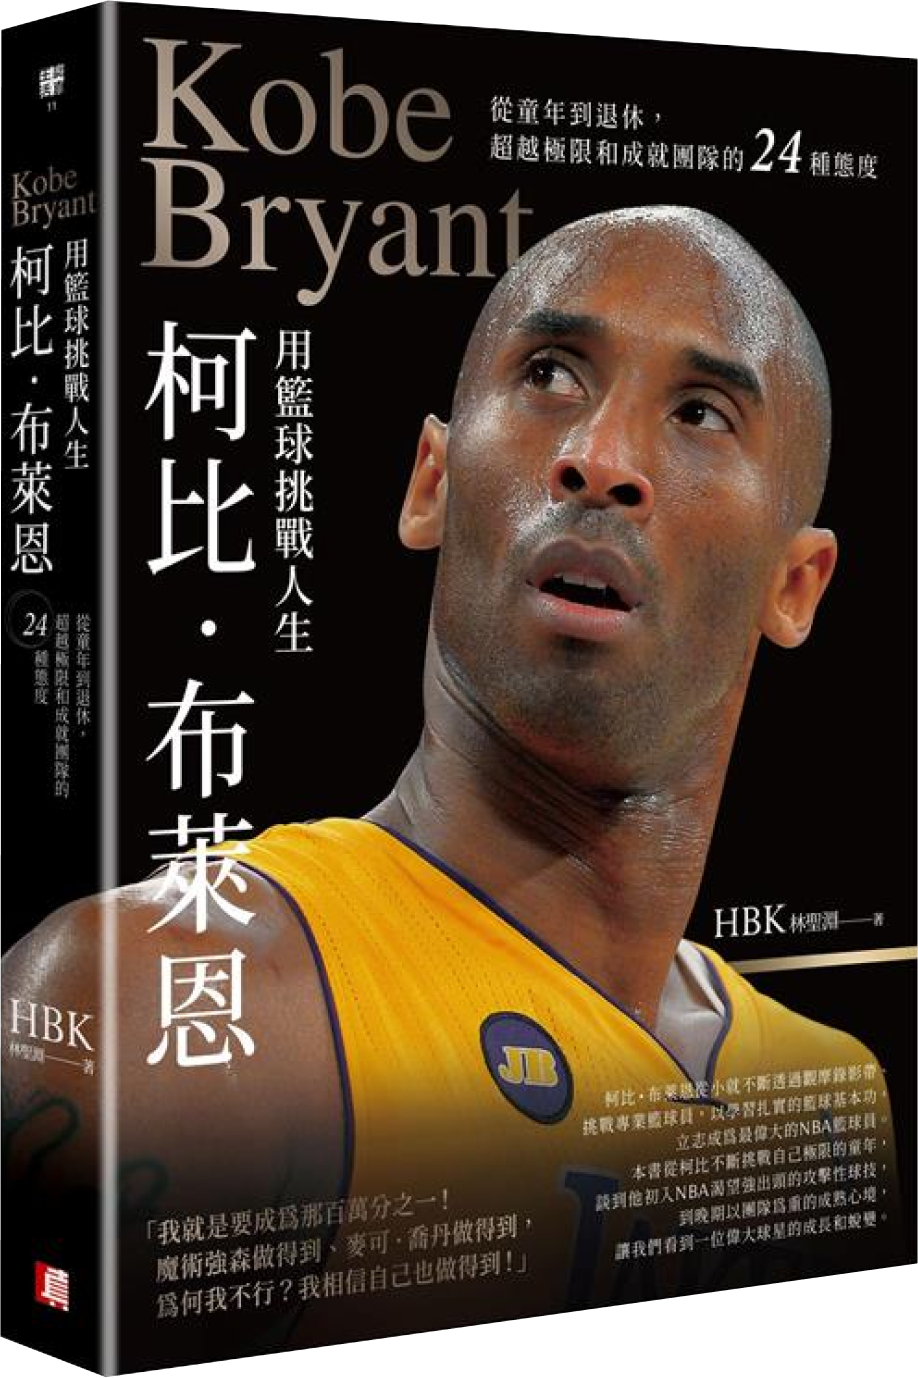 Kobe
Bryant
從童年到退休，
超越極限和成就團隊的24種態度
用籃球挑戰人生
柯比・布萊恩
HBK 林聖淵——著
JB
柯比・布萊恩從小就不斷透過觀摩錄影帶、
挑戰專業籃球員，以學習扎實的籃球基本功，
立志成為最偉大的NBA籃球員。
本書從柯比不斷挑戰自己極限的童年，
談到他初入NBA渴望強出頭的攻擊性球技，
到晚期以團隊為重的成熟心境，
讓我們看到一位偉大球星的成長和蛻變。
「我就是要成為那百萬分之一！
魔術強森做得到、麥可・喬丹做得到，
為何我不行？我相信自己也做得到！」
11
Kobe
Bryant
用籃球挑戰人生
柯比・布萊恩
從童年到退休，
超越極限和成就團隊的
24種態度
HBK
林聖淵——著